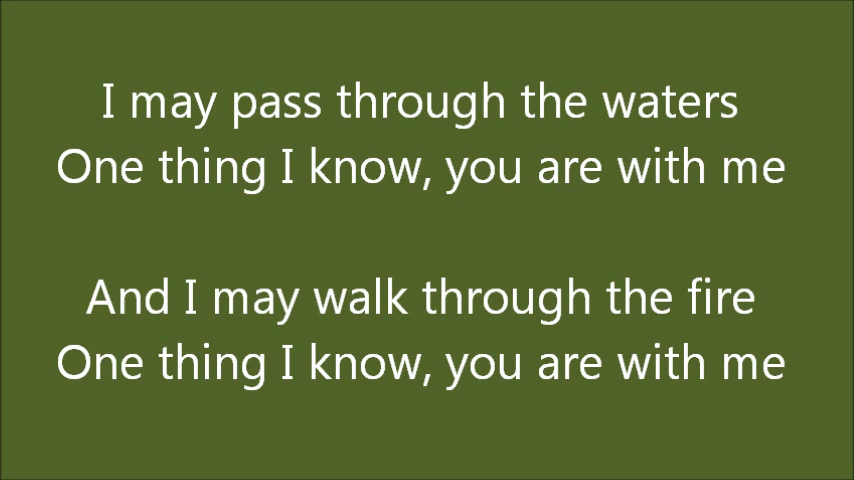 I may pass through the waters
One thing I know, you are with me
And I may walk through the fire
One thing I know, you are with me